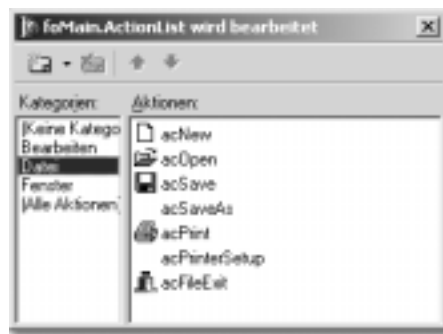 foMain.ActionList wird bearbeitet
Kategorien:
(Keine Katego
Bearbeiten
Datei
Fenster
(Alle Aktionen)
Aktionen:
acNew
acOpen
acSave
acSaveAs
acPrint
acPrinterSetup
acFileExit